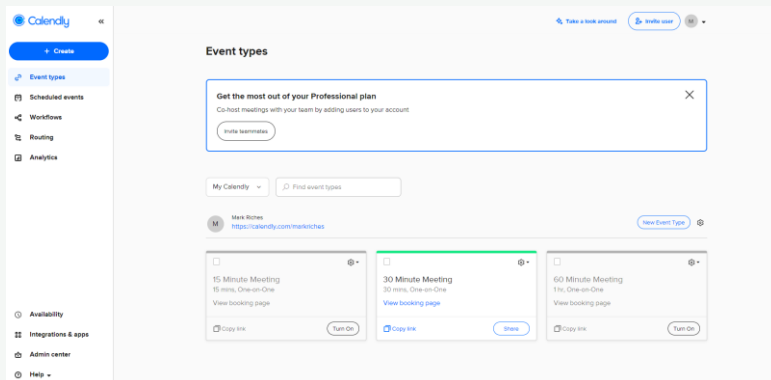 Calendly
Take a look around
Invite user
M
+ Create
Event types
Event types
Scheduled events
Workflows
Routing
Analytics
Get the most out of your Professional plan
Co-host meetings with your team by adding users to your account
Invite teammates
My Calendly
Find event types
M
Mark Riches
https://calendly.com/markriches
New Event Type
15 Minute Meeting
15 mins, One-on-One
View booking page
Copy link
Turn On
30 Minute Meeting
30 mins, One-on-One
View booking page
Copy link
Share
60 Minute Meeting
1 hr, One-on-One
View booking page
Copy link
Turn On
Availability
Integrations & apps
Admin center
Help